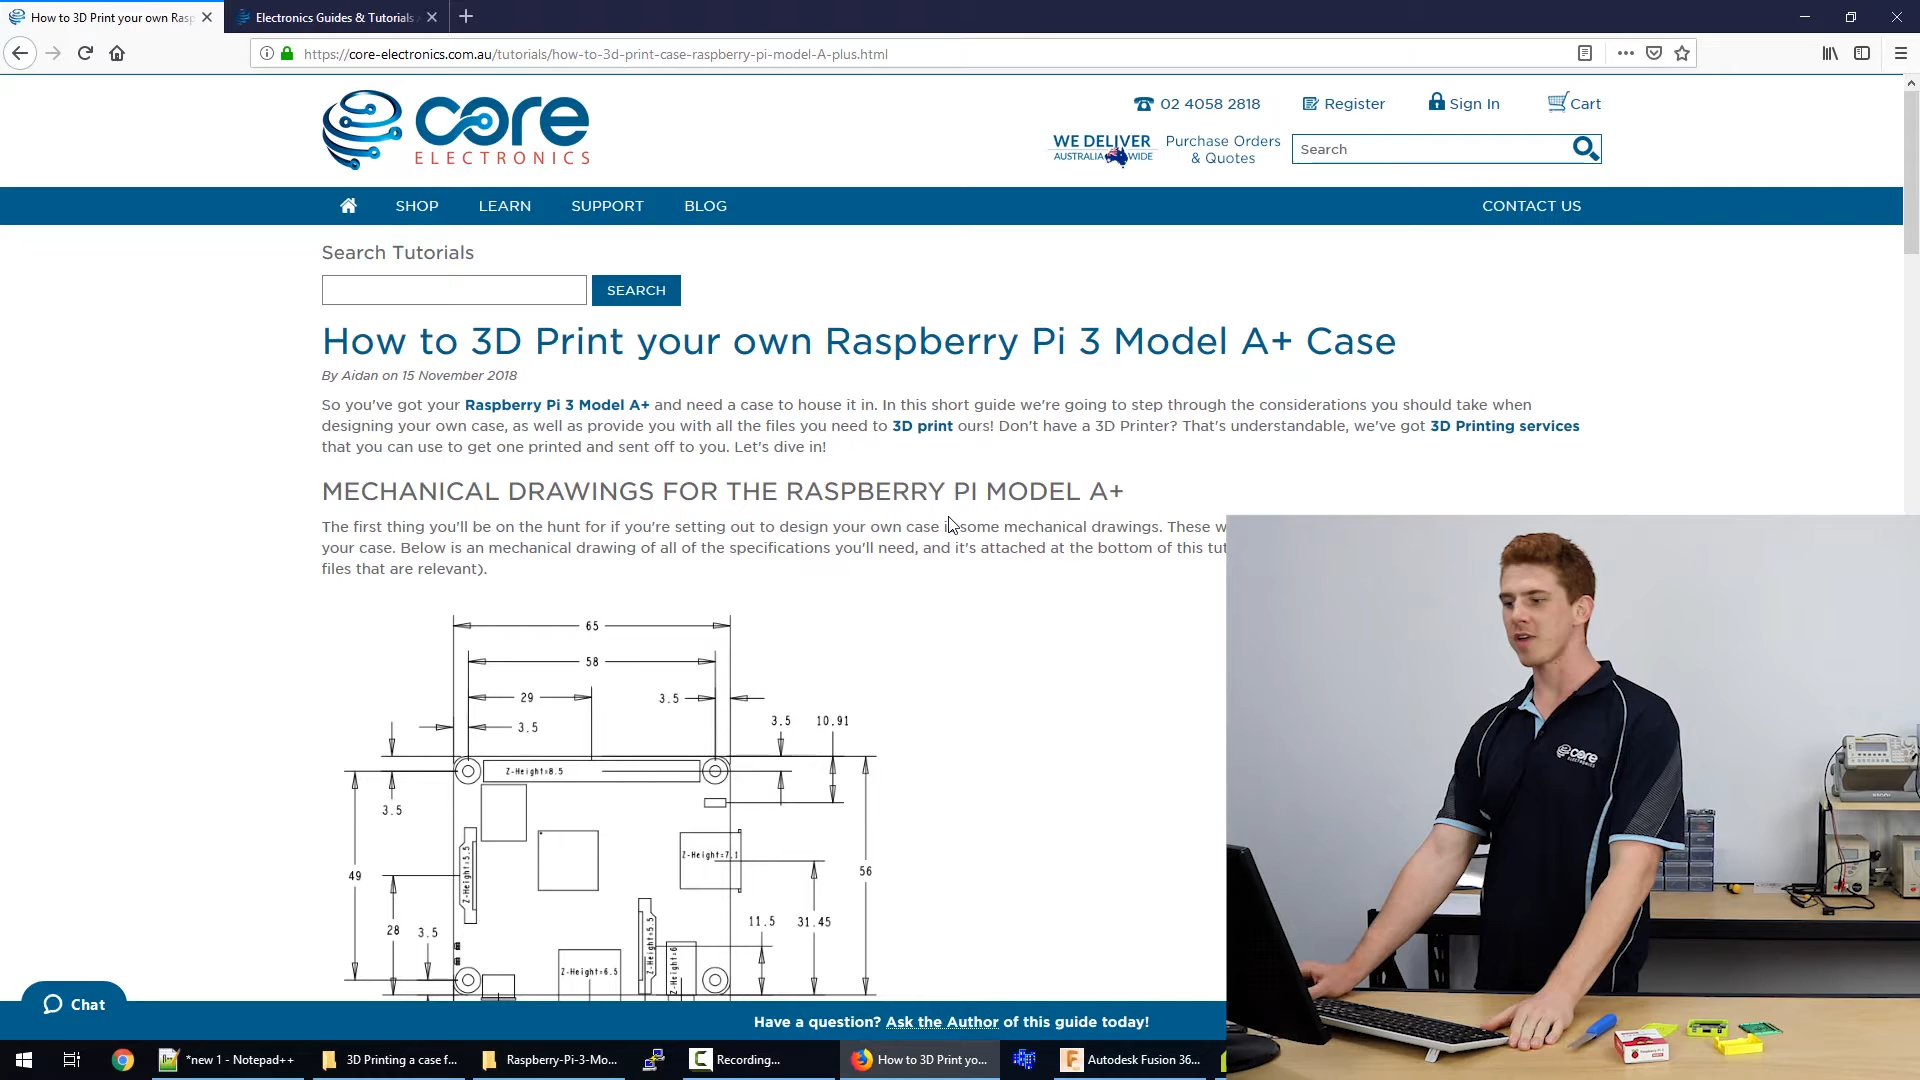 How to 3D Print your own Rasp
Electronics Guides & Tutorials
https://core-electronics.com.au/tutorials/how-to-3d-print-case-raspberry-pi-model-A-plus.html
core
ELECTRONICS
02 4058 2818
Register
Sign In
Cart
WE DELIVER
AUSTRALIA WIDE
Purchase Orders
& Quotes
Search
SHOP
LEARN
SUPPORT
BLOG
CONTACT US
Search Tutorials
SEARCH
How to 3D Print your own Raspberry Pi 3 Model A+ Case
By Aidan on 15 November 2018
So you've got your Raspberry Pi 3 Model A+ and need a case to house it in. In this short guide we're going to step through the considerations you should take when
designing your own case, as well as provide you with all the files you need to 3D print ours! Don't have a 3D Printer? That's understandable, we've got 3D Printing services
that you can use to get one printed and sent off to you. Let's dive in!
MECHANICAL DRAWINGS FOR THE RASPBERRY PI MODEL A+
The first thing you'll be on the hunt for if you're setting out to design your own case some mechanical drawings. These w
your case. Below is an mechanical drawing of all of the specifications you'll need, and it's attached at the bottom of this tut
files that are relevant).
65
58
29
3.5
3.5
3.5
10.91
Z-Height=8.5
3.5
Z-Height=5.5
Z-Height=7.1
49
56
28
3.5
11.5
31.45
Z-Height=5.5
Z-Height=6.5
Z-Height=6
core
ELECTRONICS
Chat
Have a question? Ask the Author of this guide today!
*new 1 - Notepad++
3D Printing a case f...
Raspberry-Pi-3-Mo...
Recording...
How to 3D Print yo...
Autodesk Fusion 36...